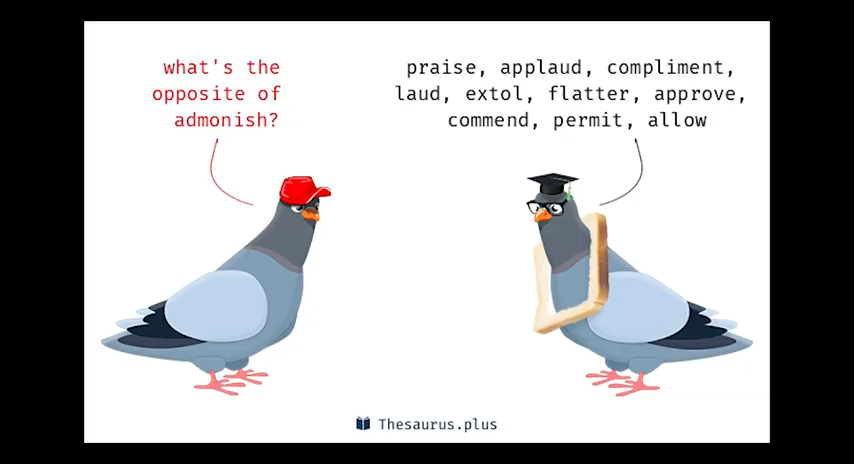 what's the
opposite of
admonish?
praise, applaud, compliment,
laud, extol, flatter, approve,
commend, permit, allow
Thesaurus.plus